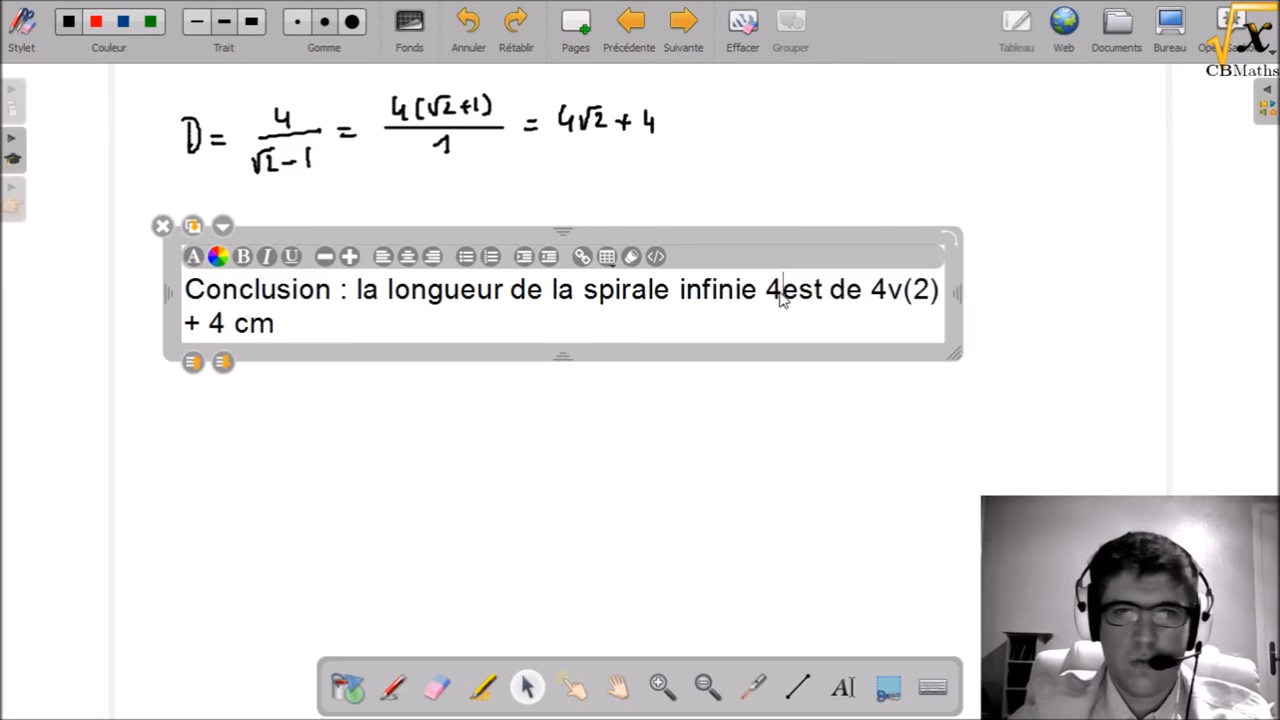 Stylet
Couleur
Trait
Gomme
Fonds
Annuler
Rétablir
Pages
Précédente
Suivante
Effacer
Grouper
Tableau
Web
Documents
Bureau
√x
CBMaths
D = 4/(√2-1) = 4(√2+1)/1 = 4√2 + 4
A B I U
Conclusion : la longueur de la spirale infinie 4est de 4v(2)
+ 4 cm
AI